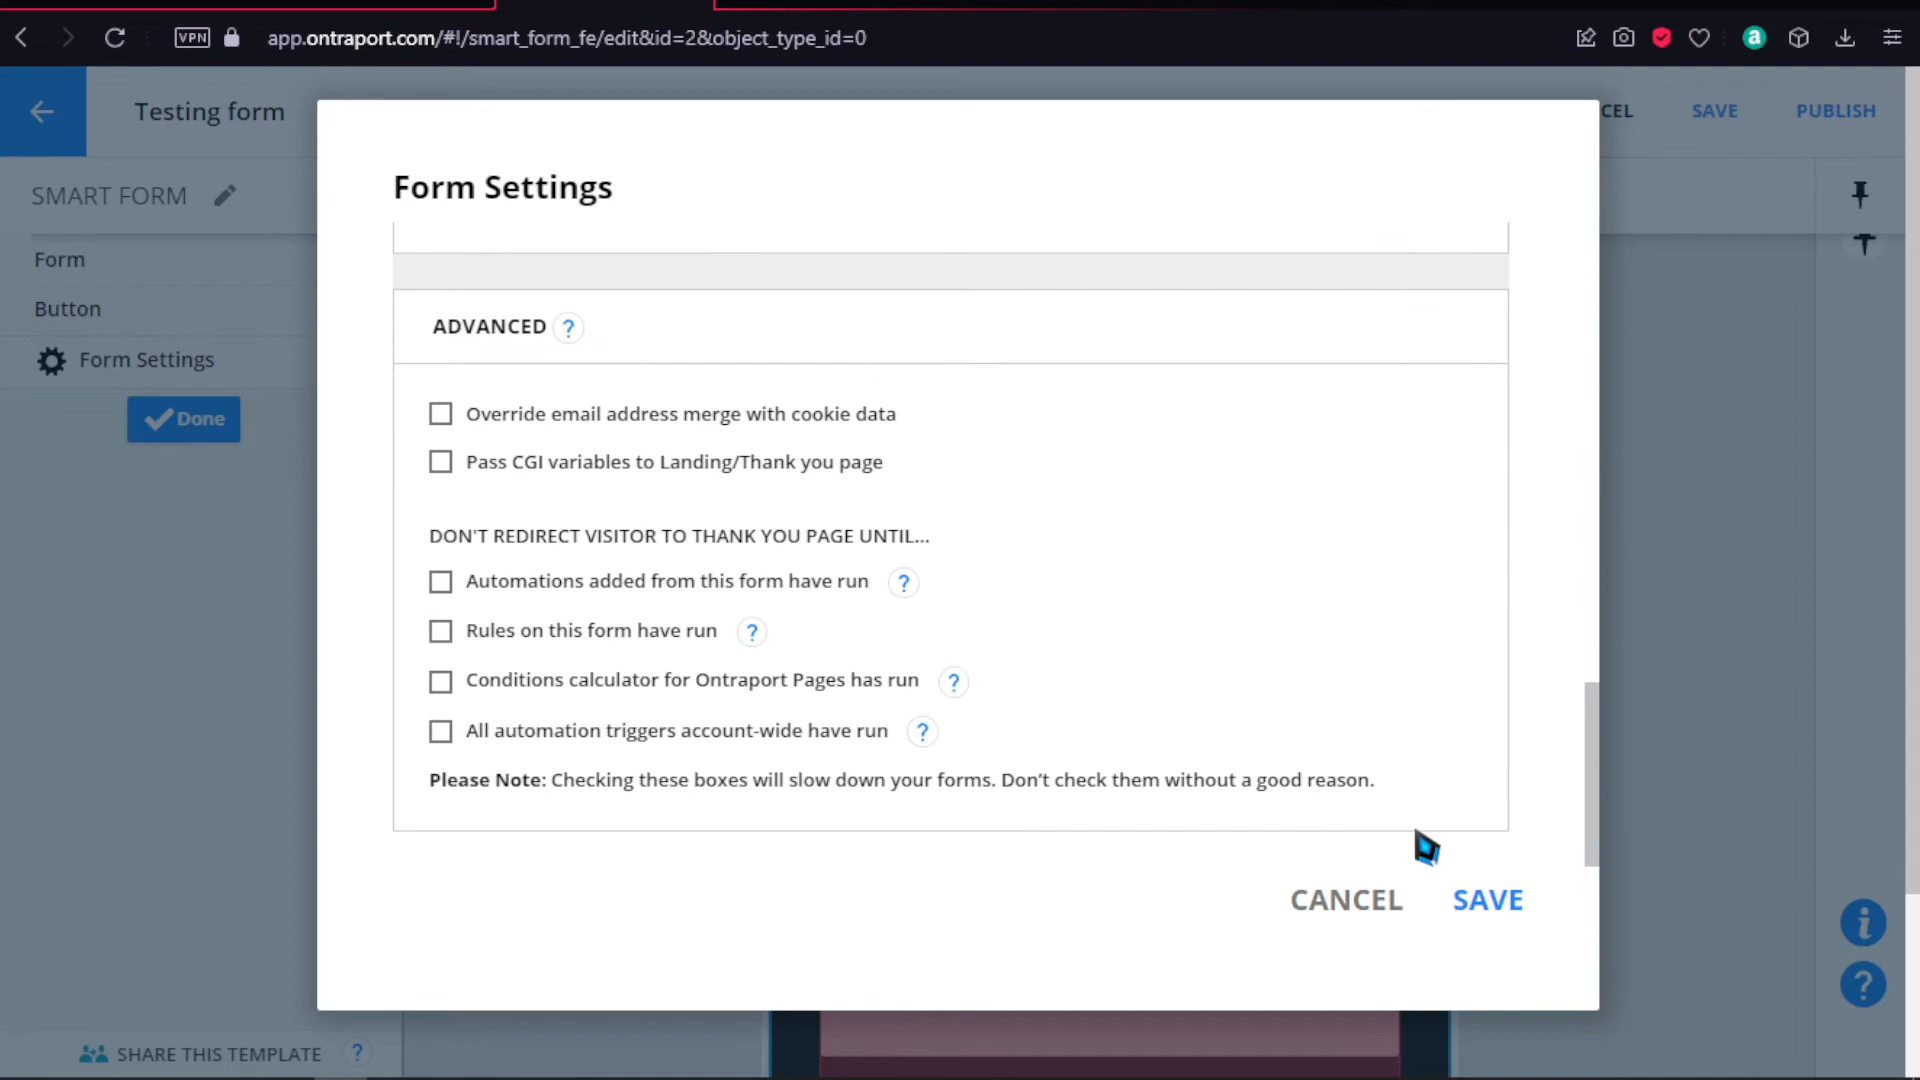 VPN app.ontraport.com/#!/smart_form_fe/edit&id=2&object_type_id=0
a
Testing form
CEL
SAVE
PUBLISH
SMART FORM
Form
Button
Form Settings
Done
Form Settings
ADVANCED ?
Override email address merge with cookie data
Pass CGI variables to Landing/Thank you page
DON'T REDIRECT VISITOR TO THANK YOU PAGE UNTIL...
Automations added from this form have run ?
Rules on this form have run ?
Conditions calculator for Ontraport Pages has run ?
All automation triggers account-wide have run ?
Please Note: Checking these boxes will slow down your forms. Don't check them without a good reason.
CANCEL
SAVE
i
?
SHARE THIS TEMPLATE ?